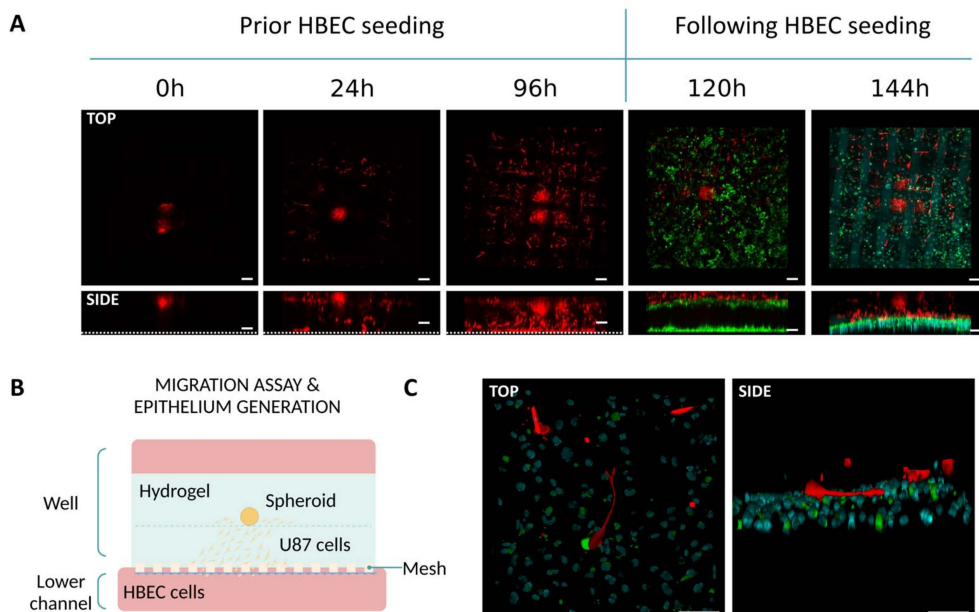 A
Prior HBEC seeding
Following HBEC seeding
0h
24h
96h
120h
144h
TOP
SIDE
B
MIGRATION ASSAY &
EPITHELIUM GENERATION
Well
Hydrogel
Spheroid
U87 cells
Mesh
Lower
channel
HBEC cells
C
TOP
SIDE